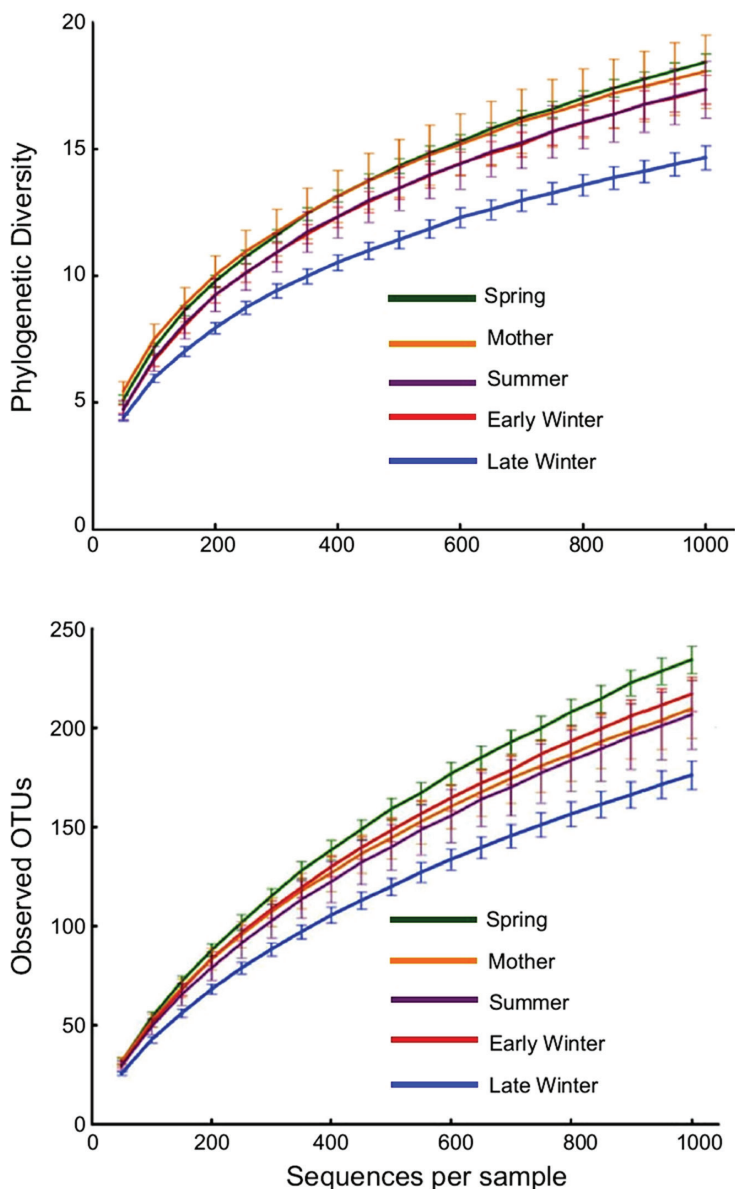 20
15
10
5
0
Phylogenetic Diversity
Spring
Mother
Summer
Early Winter
Late Winter
0 200 400 600 800 1000
250
200
150
100
50
0
Observed OTUs
Spring
Mother
Summer
Early Winter
Late Winter
0 200 400 600 800 1000
Sequences per sample